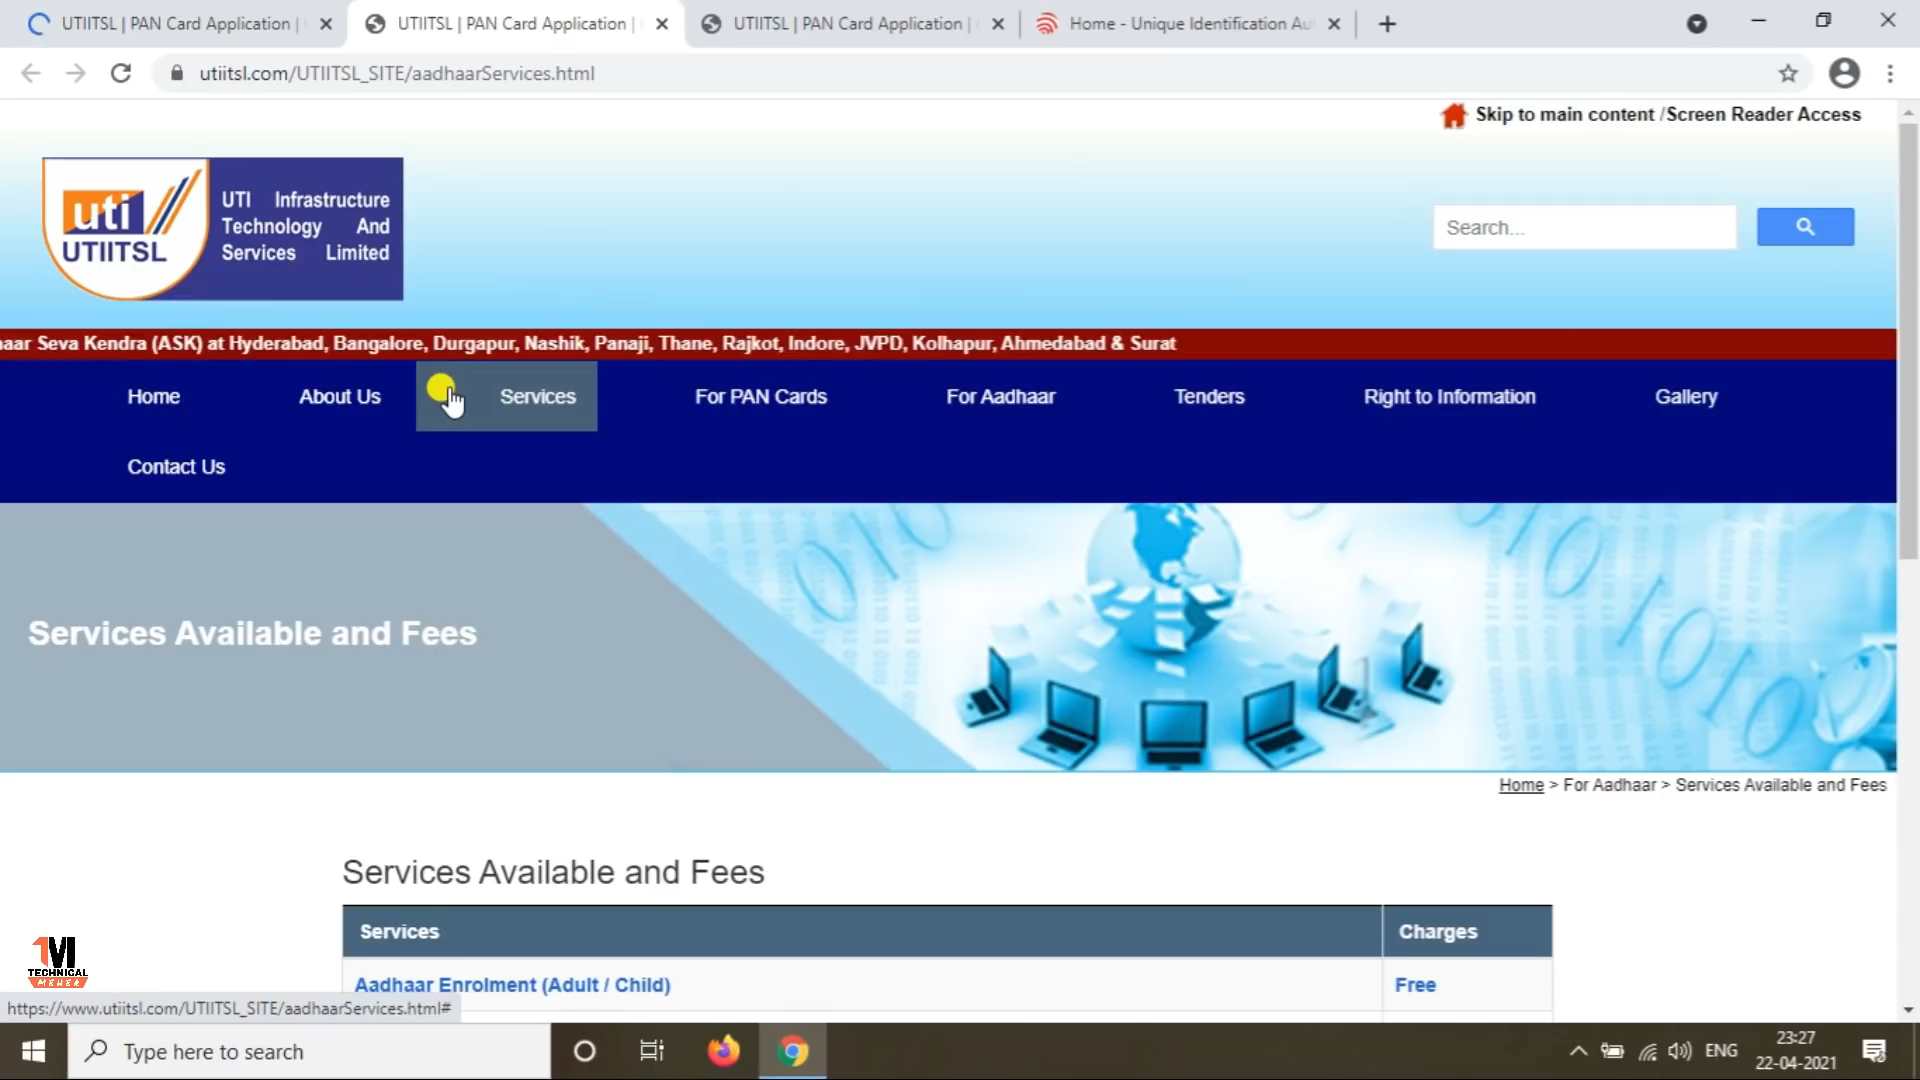 UTIITSL | PAN Card Application |
UTIITSL | PAN Card Application |
UTIITSL | PAN Card Application |
Home - Unique Identification Au
utiitsl.com/UTIITSL_SITE/aadhaarServices.html
Skip to main content /Screen Reader Access
uti
UTIITSL
UTI Infrastructure
Technology And
Services Limited
Search...
aar Seva Kendra (ASK) at Hyderabad, Bangalore, Durgapur, Nashik, Panaji, Thane, Rajkot, Indore, JVPD, Kolhapur, Ahmedabad & Surat
Home About Us Services For PAN Cards For Aadhaar Tenders Right to Information Gallery
Contact Us
Services Available and Fees
Home > For Aadhaar > Services Available and Fees
Services Available and Fees
Services Charges
Aadhaar Enrolment (Adult / Child) Free
TECHNICAL
MEHER
https://www.utiitsl.com/UTIITSL_SITE/aadhaarServices.html#
Type here to search
ENG
23:27
22-04-2021